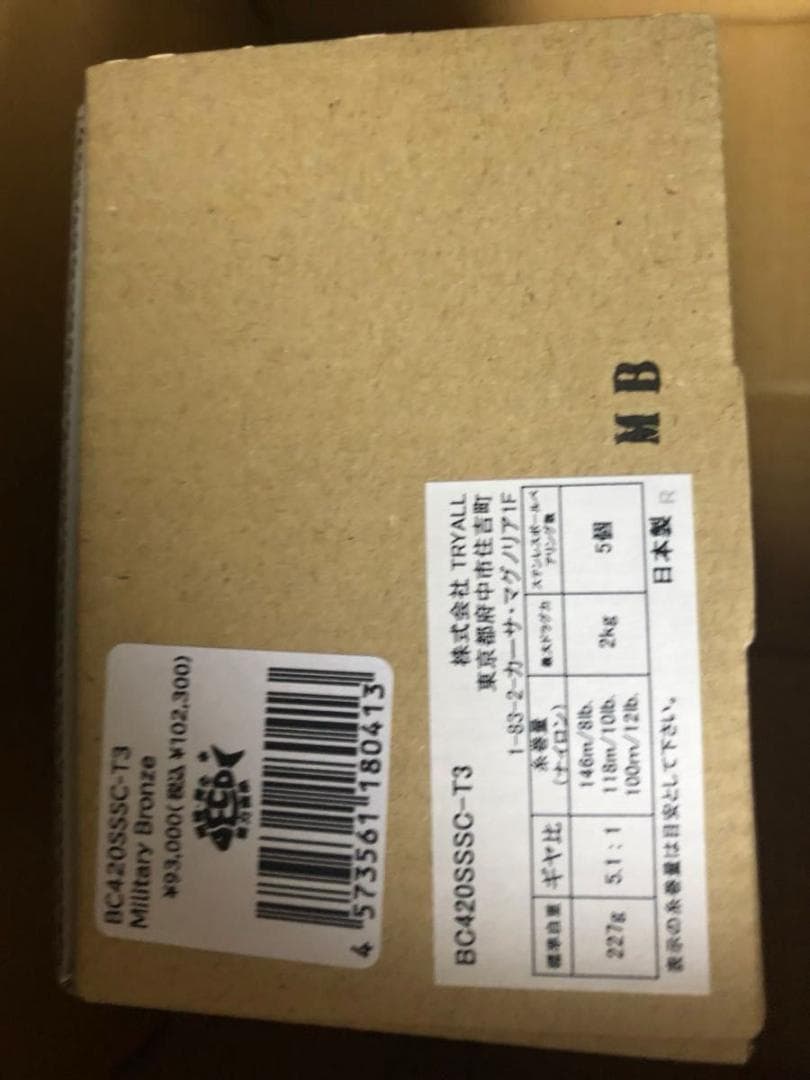 BC420SSSC-T3
Military Bronze
¥93,000(税込 ¥102,300)
ECD
4 573561 180413
BC420SSSC-T3
株式会社 TRYALL
東京都府中市住吉町
1-83-2-カーサ・マグノリア1F
標準自重 ギヤ比 糸巻量(ナイロン) 最大ドラグ力 ステンレスボールベアリング数
227g 5.1:1 146m/8lb. 118m/10lb. 100m/12lb. 2kg 5個
表示の糸巻量は目安として下さい。 日本製 R
MB